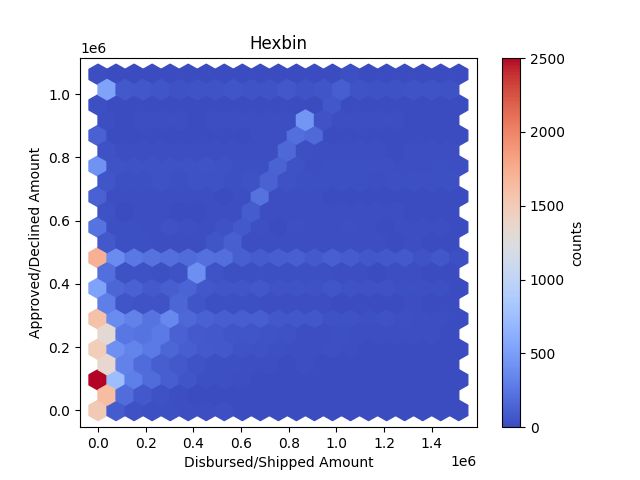 Hexbin
1e6
Approved/Declined Amount
1.0
0.8
0.6
0.4
0.2
0.0
0.0 0.2 0.4 0.6 0.8 1.0 1.2 1.4
1e6
Disbursed/Shipped Amount
2500
2000
1500
1000
500
0
counts